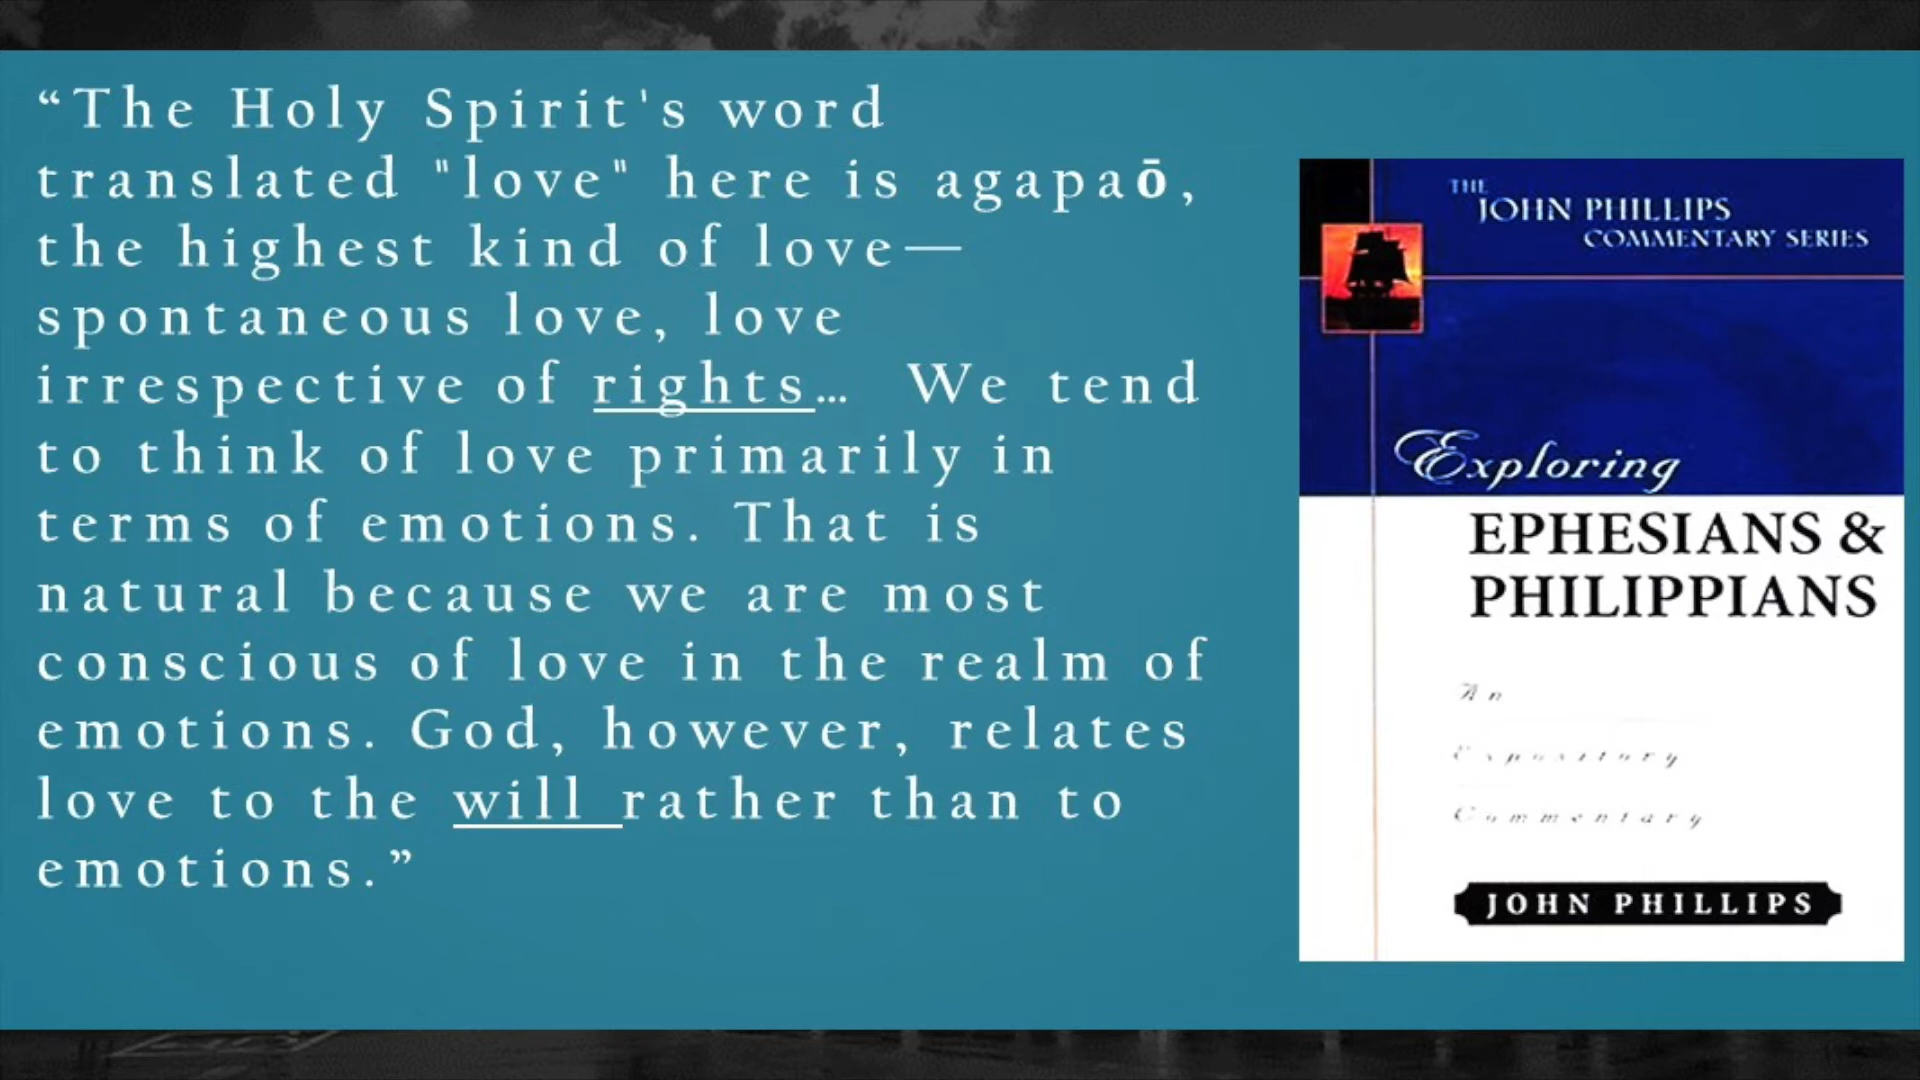 “The Holy Spirit's word
translated "love" here is agapaō,
the highest kind of love—
spontaneous love, love
irrespective of rights… We tend
to think of love primarily in
terms of emotions. That is
natural because we are most
conscious of love in the realm of
emotions. God, however, relates
love to the will rather than to
emotions.”
THE
JOHN PHILLIPS
COMMENTARY SERIES
Exploring
EPHESIANS &
PHILIPPIANS
An
Expository
Commentary
JOHN PHILLIPS